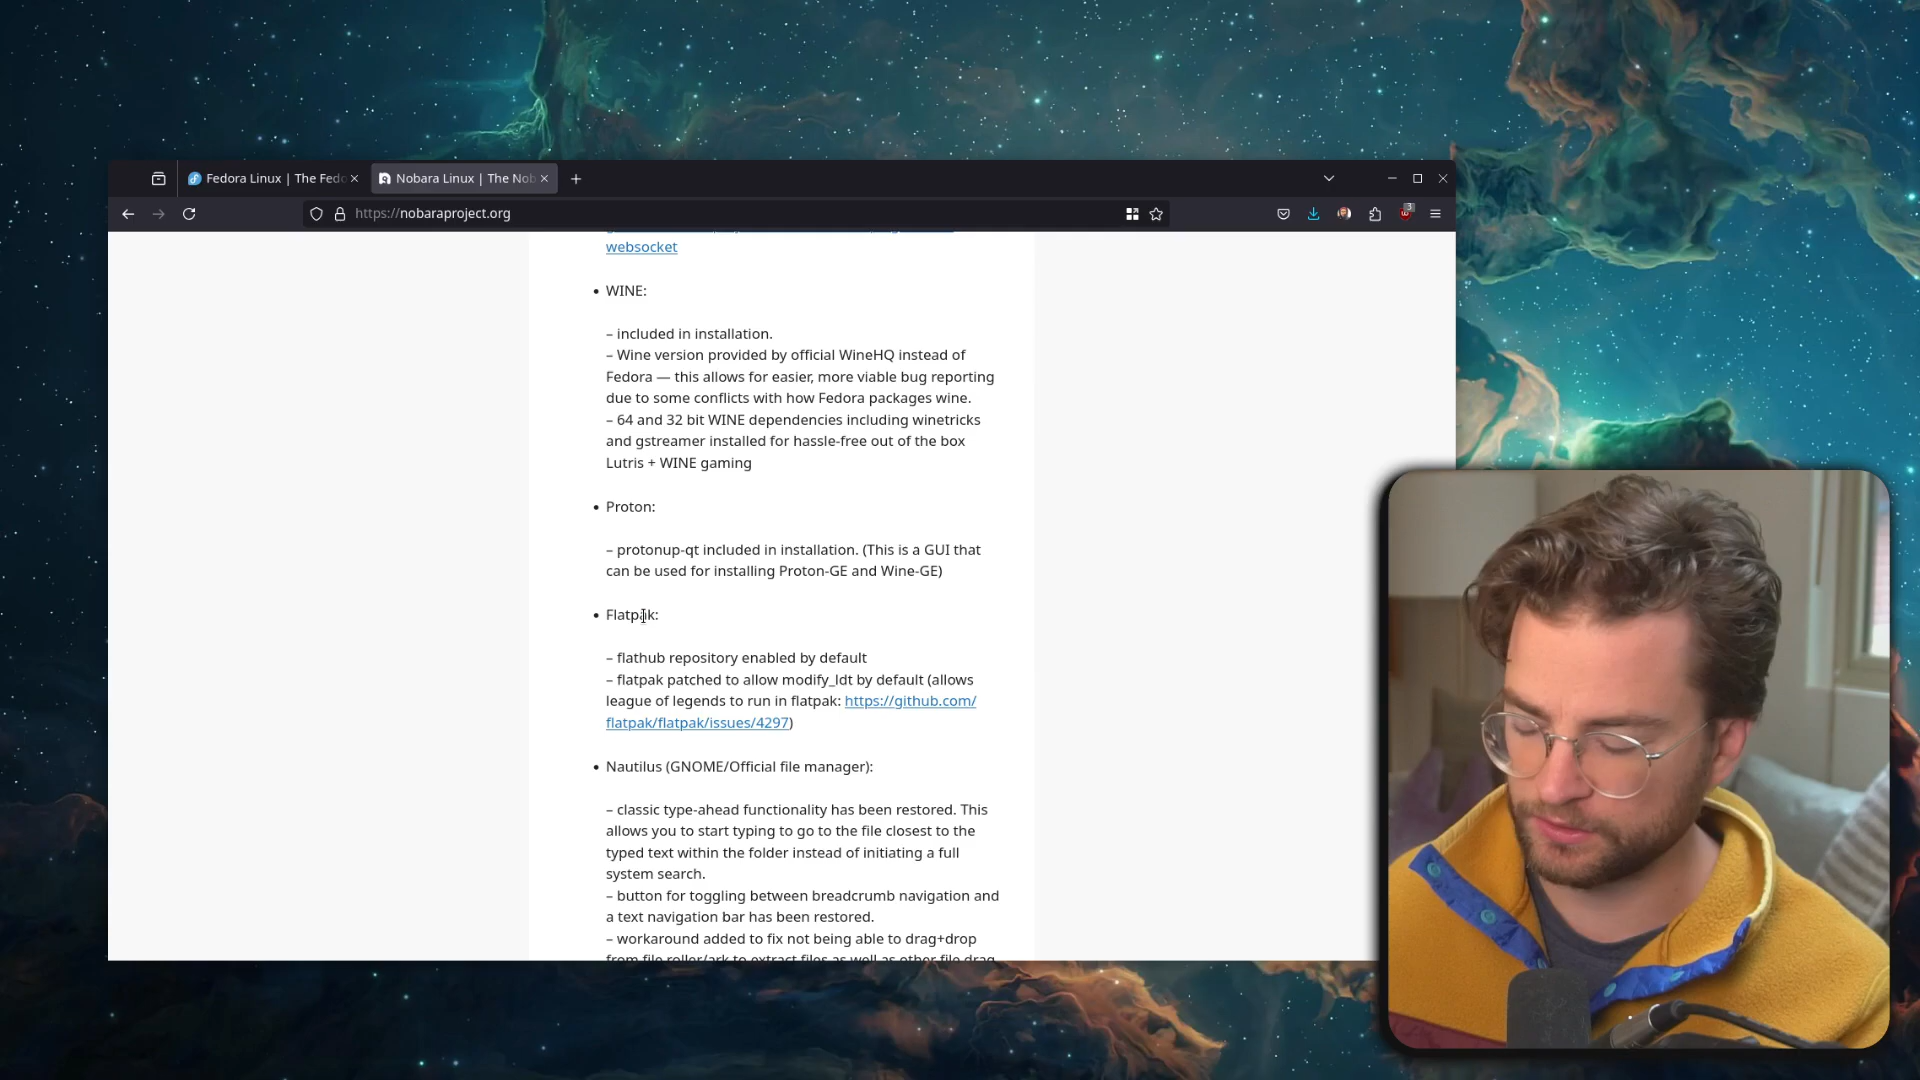 Fedora Linux | The Fedo
Nobara Linux | The Nob
https://nobaraproject.org
3
websocket
• WINE:
– included in installation.
– Wine version provided by official WineHQ instead of
Fedora — this allows for easier, more viable bug reporting
due to some conflicts with how Fedora packages wine.
– 64 and 32 bit WINE dependencies including winetricks
and gstreamer installed for hassle-free out of the box
Lutris + WINE gaming
• Proton:
– protonup-qt included in installation. (This is a GUI that
can be used for installing Proton-GE and Wine-GE)
• Flatpak:
– flathub repository enabled by default
– flatpak patched to allow modify_ldt by default (allows
league of legends to run in flatpak: https://github.com/
flatpak/flatpak/issues/4297)
• Nautilus (GNOME/Official file manager):
– classic type-ahead functionality has been restored. This
allows you to start typing to go to the file closest to the
typed text within the folder instead of initiating a full
system search.
– button for toggling between breadcrumb navigation and
a text navigation bar has been restored.
– workaround added to fix not being able to drag+drop
from file roller/ark to extract files as well as other file drag